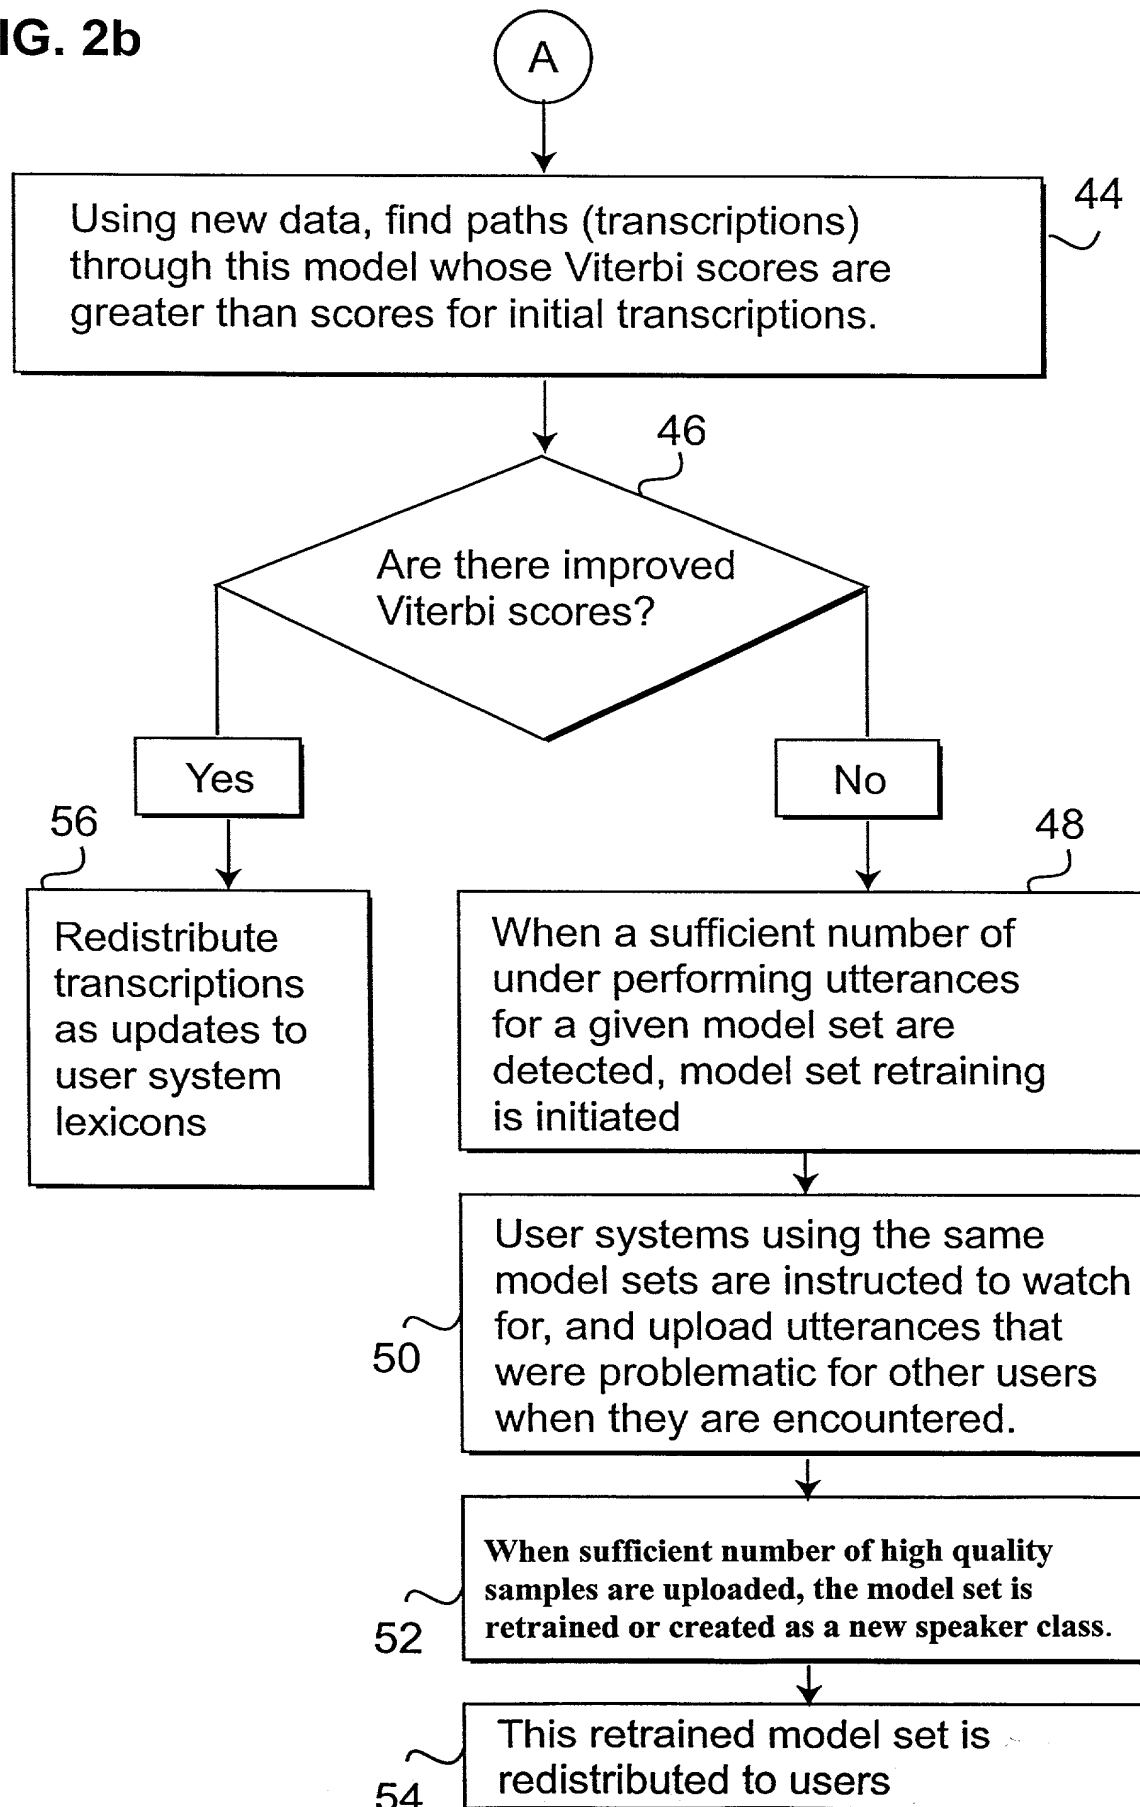 IG. 2b
A
44
Using new data, find paths (transcriptions)
through this model whose Viterbi scores are
greater than scores for initial transcriptions.
46
Are there improved
Viterbi scores?
Yes
No
56
48
Redistribute
transcriptions
as updates to
user system
lexicons
When a sufficient number of
under performing utterances
for a given model set are
detected, model set retraining
is initiated
50
User systems using the same
model sets are instructed to watch
for, and upload utterances that
were problematic for other users
when they are encountered.
52
When sufficient number of high quality
samples are uploaded, the model set is
retrained or created as a new speaker class.
54
This retrained model set is
redistributed to users